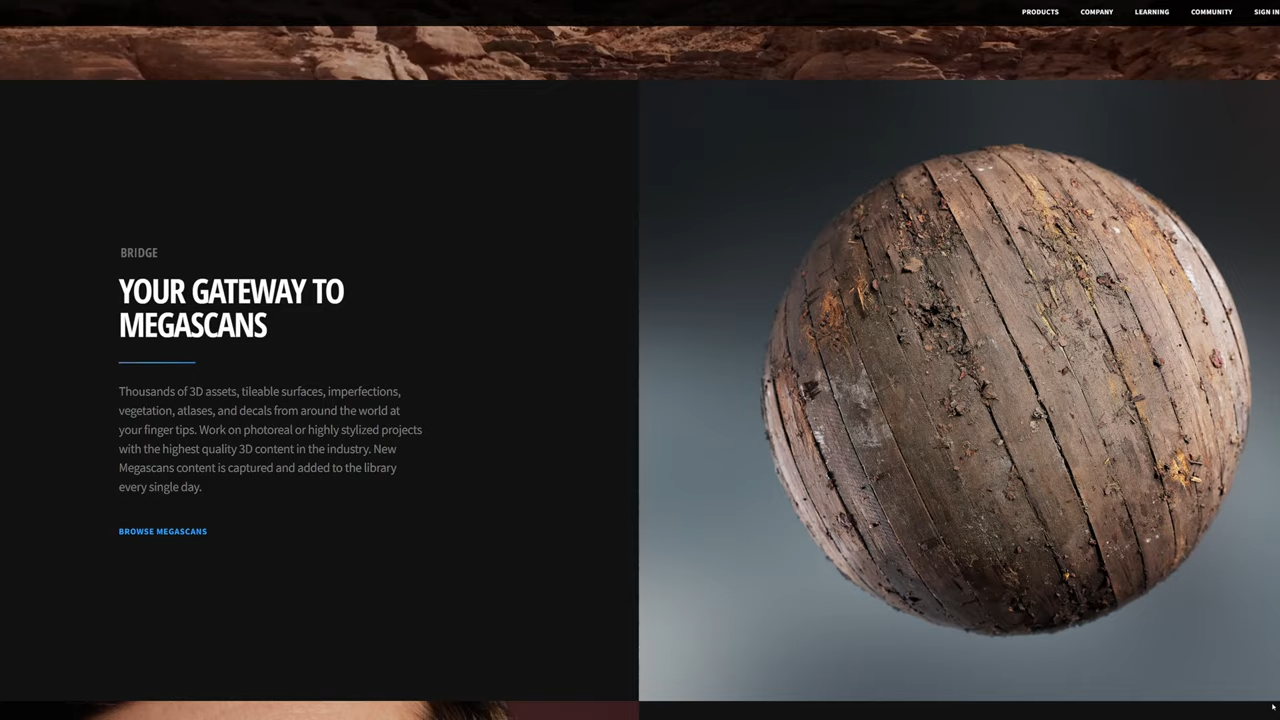 PRODUCTS COMPANY LEARNING COMMUNITY SIGN IN
BRIDGE
YOUR GATEWAY TO
MEGASCANS
Thousands of 3D assets, tileable surfaces, imperfections,
vegetation, atlases, and decals from around the world at
your finger tips. Work on photoreal or highly stylized projects
with the highest quality 3D content in the industry. New
Megascans content is captured and added to the library
every single day.
BROWSE MEGASCANS